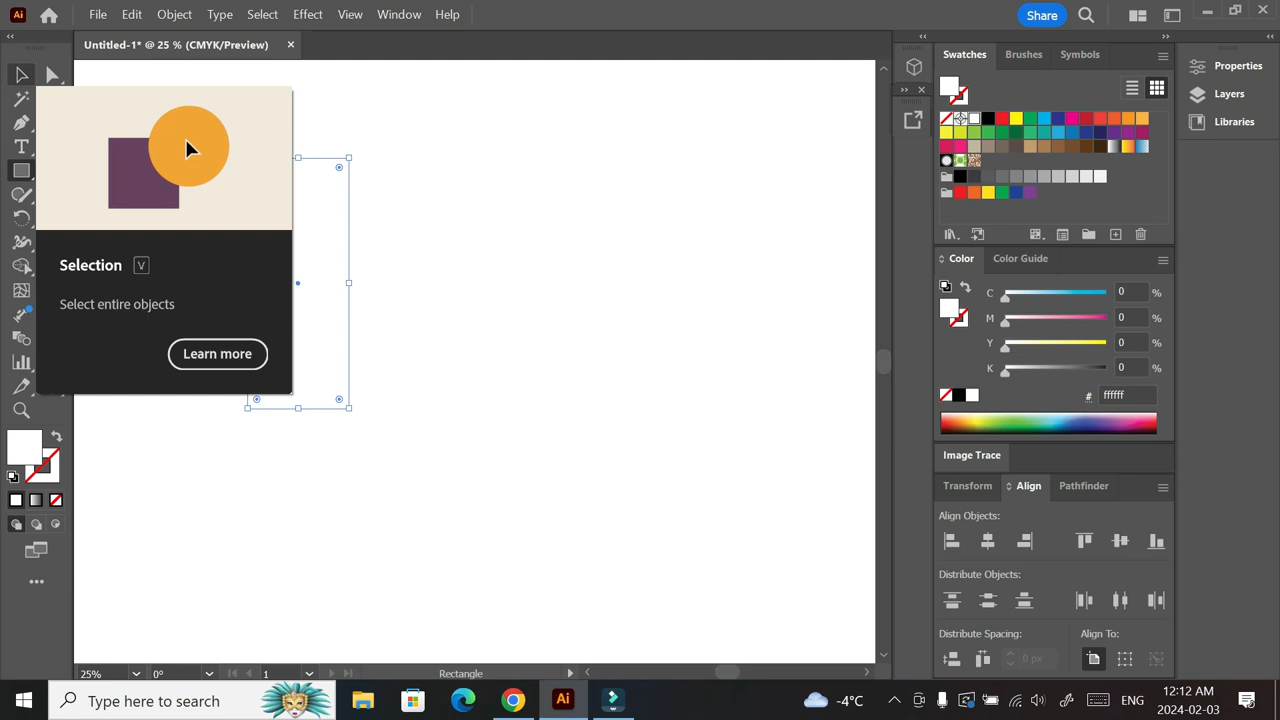 Ai File Edit Object Type Select Effect View Window Help Share
Untitled-1* @ 25 % (CMYK/Preview)
Swatches Brushes Symbols
Properties
Layers
Libraries
Selection V
Select entire objects
Learn more
Color Color Guide
C 0 %
M 0 %
Y 0 %
K 0 %
# ffffff
Image Trace
Transform Align Pathfinder
Align Objects:
Distribute Objects:
Distribute Spacing: Align To:
0 px
25% 0° 1 Rectangle
Type here to search
Ai
-4°C
ENG
12:12 AM
2024-02-03